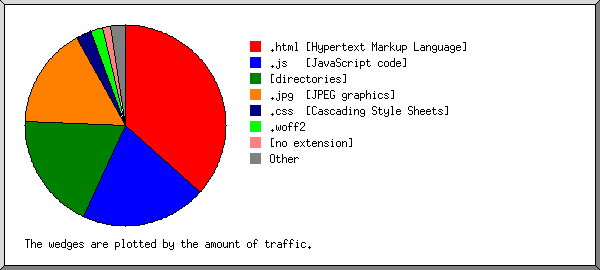 .html [Hypertext Markup Language]
.js [JavaScript code]
[directories]
.jpg [JPEG graphics]
.css [Cascading Style Sheets]
.woff2
[no extension]
Other
The wedges are plotted by the amount of traffic.